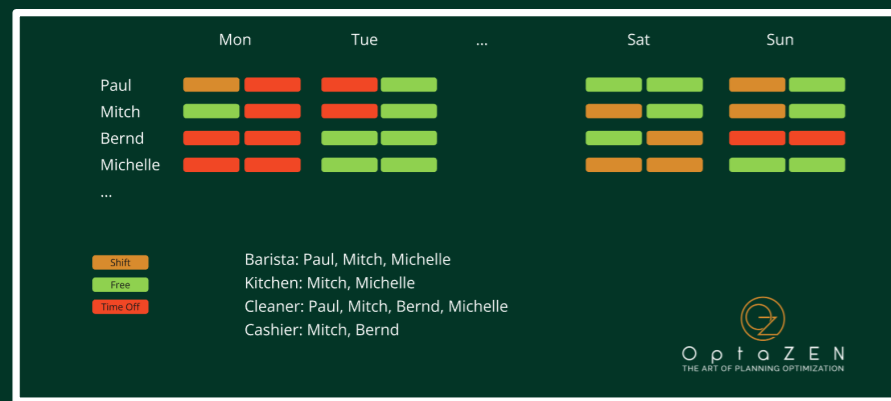 Mon Tue ... Sat Sun
Paul
Mitch
Bernd
Michelle
...
Shift
Free
Time Off
Barista: Paul, Mitch, Michelle
Kitchen: Mitch, Michelle
Cleaner: Paul, Mitch, Bernd, Michelle
Cashier: Mitch, Bernd
OptaZEN
THE ART OF PLANNING OPTIMIZATION